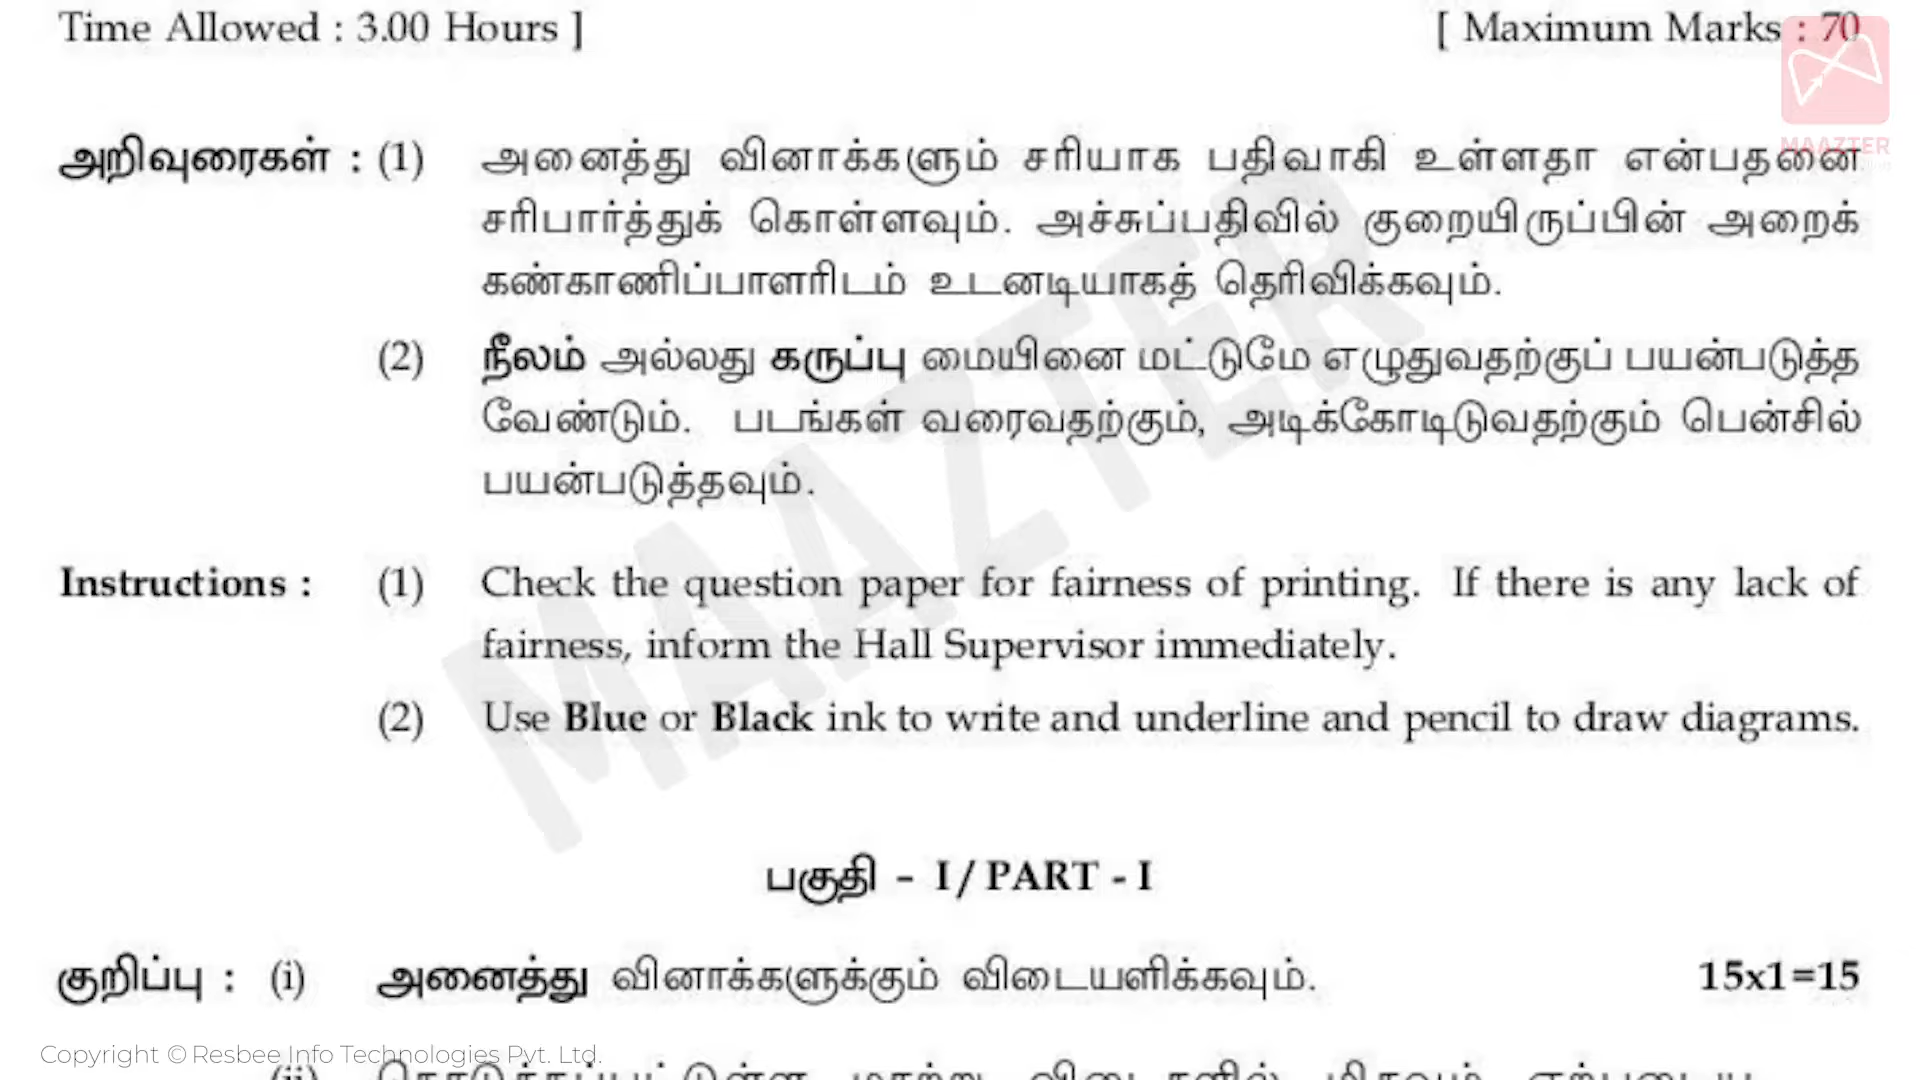 Time Allowed : 3.00 Hours ] [ Maximum Marks : 70
MAAZTER
அறிவுரைகள் : (1) அனைத்து வினாக்களும் சரியாக பதிவாகி உள்ளதா என்பதனை
சரிபார்த்துக் கொள்ளவும். அச்சுப்பதிவில் குறையிருப்பின் அறைக்
கண்காணிப்பாளரிடம் உடனடியாகத் தெரிவிக்கவும்.
(2) நீலம் அல்லது கருப்பு மையினை மட்டுமே எழுதுவதற்குப் பயன்படுத்த
வேண்டும். படங்கள் வரைவதற்கும், அடிக்கோடிடுவதற்கும் பென்சில்
பயன்படுத்தவும்.
MAAZTER
Instructions : (1) Check the question paper for fairness of printing. If there is any lack of
fairness, inform the Hall Supervisor immediately.
(2) Use Blue or Black ink to write and underline and pencil to draw diagrams.
பகுதி - I / PART - I
குறிப்பு : (i) அனைத்து வினாக்களுக்கும் விடையளிக்கவும். 15x1=15
Copyright © Resbee Info Technologies Pvt. Ltd.